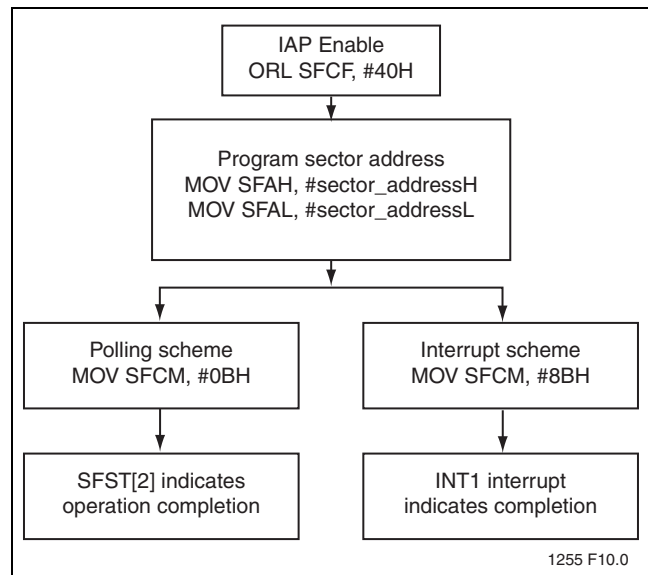 IAP Enable
ORL SFCF, #40H
Program sector address
MOV SFAH, #sector_addressH
MOV SFAL, #sector_addressL
Polling scheme
MOV SFCM, #0BH
Interrupt scheme
MOV SFCM, #8BH
SFST[2] indicates
operation completion
INT1 interrupt
indicates completion
1255 F10.0